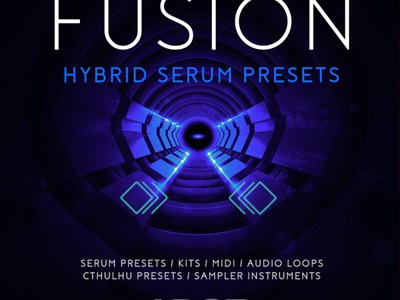 FUSION
HYBRID SERUM PRESETS
SERUM PRESETS / KITS / MIDI / AUDIO LOOPS
CTHULHU PRESETS / SAMPLER INSTRUMENTS